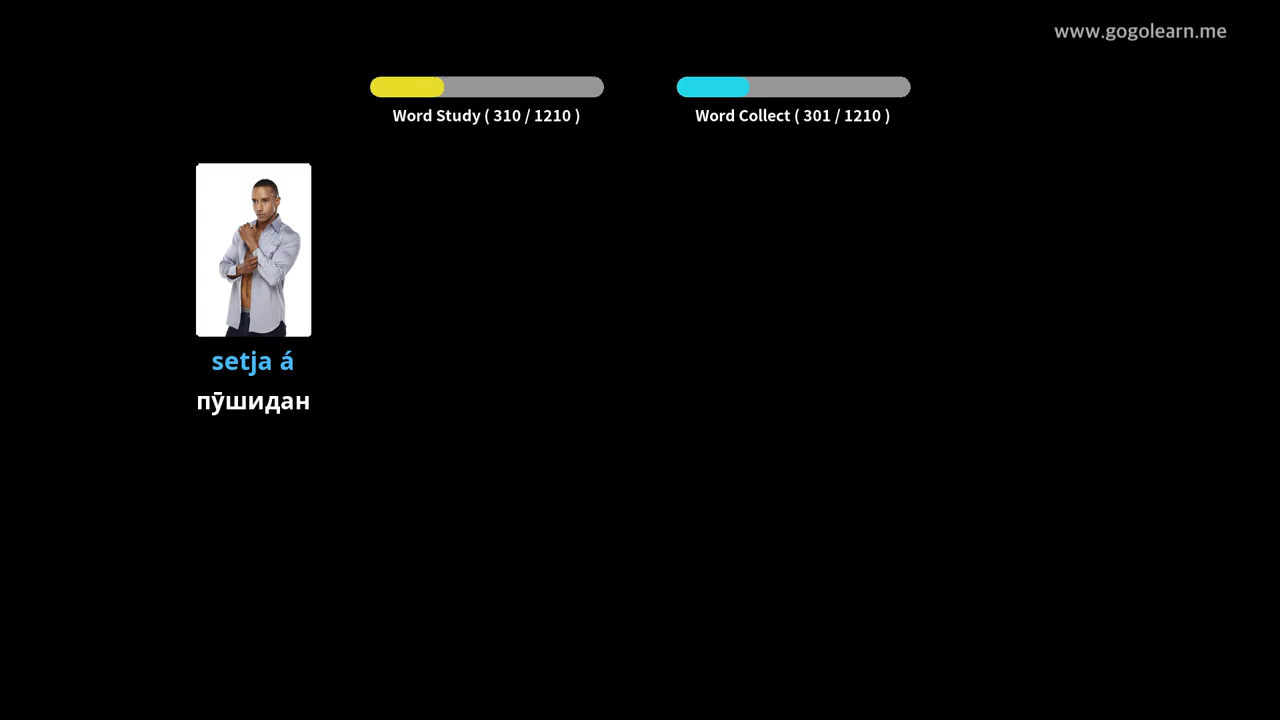 www.gogolearn.me
Word Study ( 310 / 1210 )
Word Collect ( 301 / 1210 )
setja á
пӯшидан